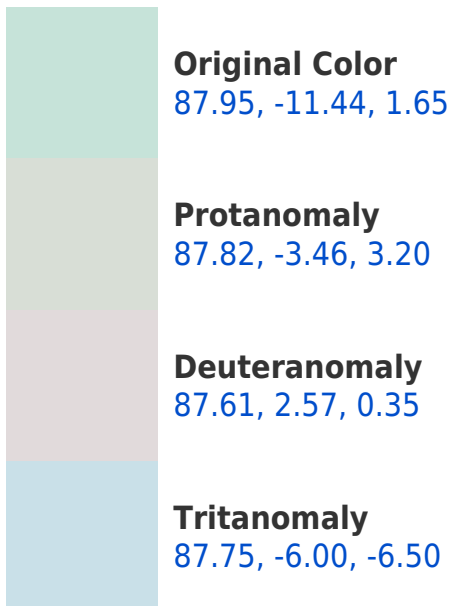 Original Color
87.95, -11.44, 1.65
Protanomaly
87.82, -3.46, 3.20
Deuteranomaly
87.61, 2.57, 0.35
Tritanomaly
87.75, -6.00, -6.50